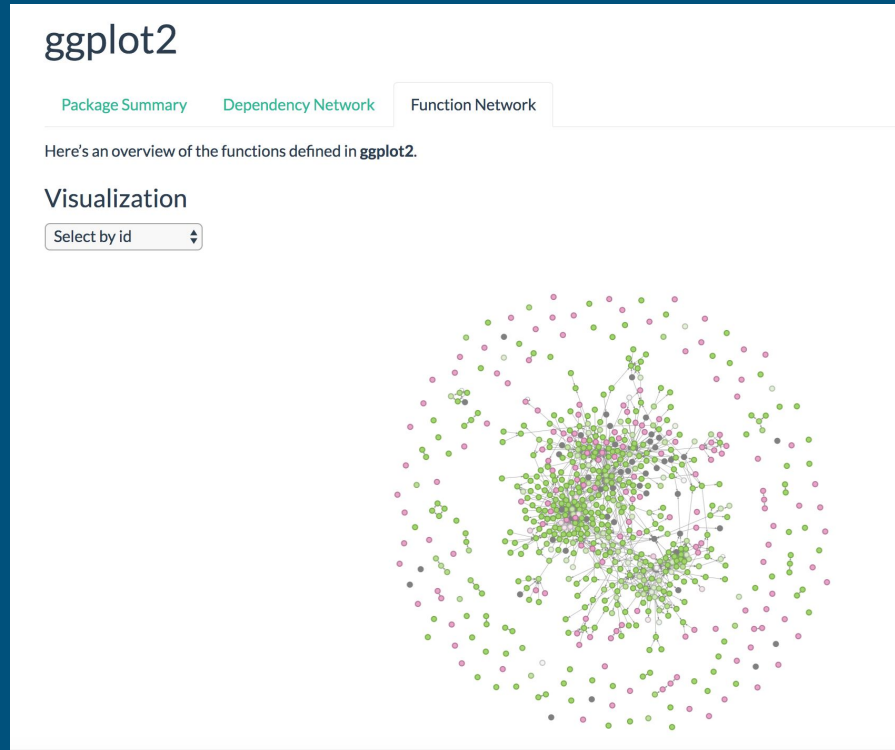 ggplot2
Package Summary Dependency Network Function Network
Here’s an overview of the functions defined in ggplot2.
Visualization
Select by id